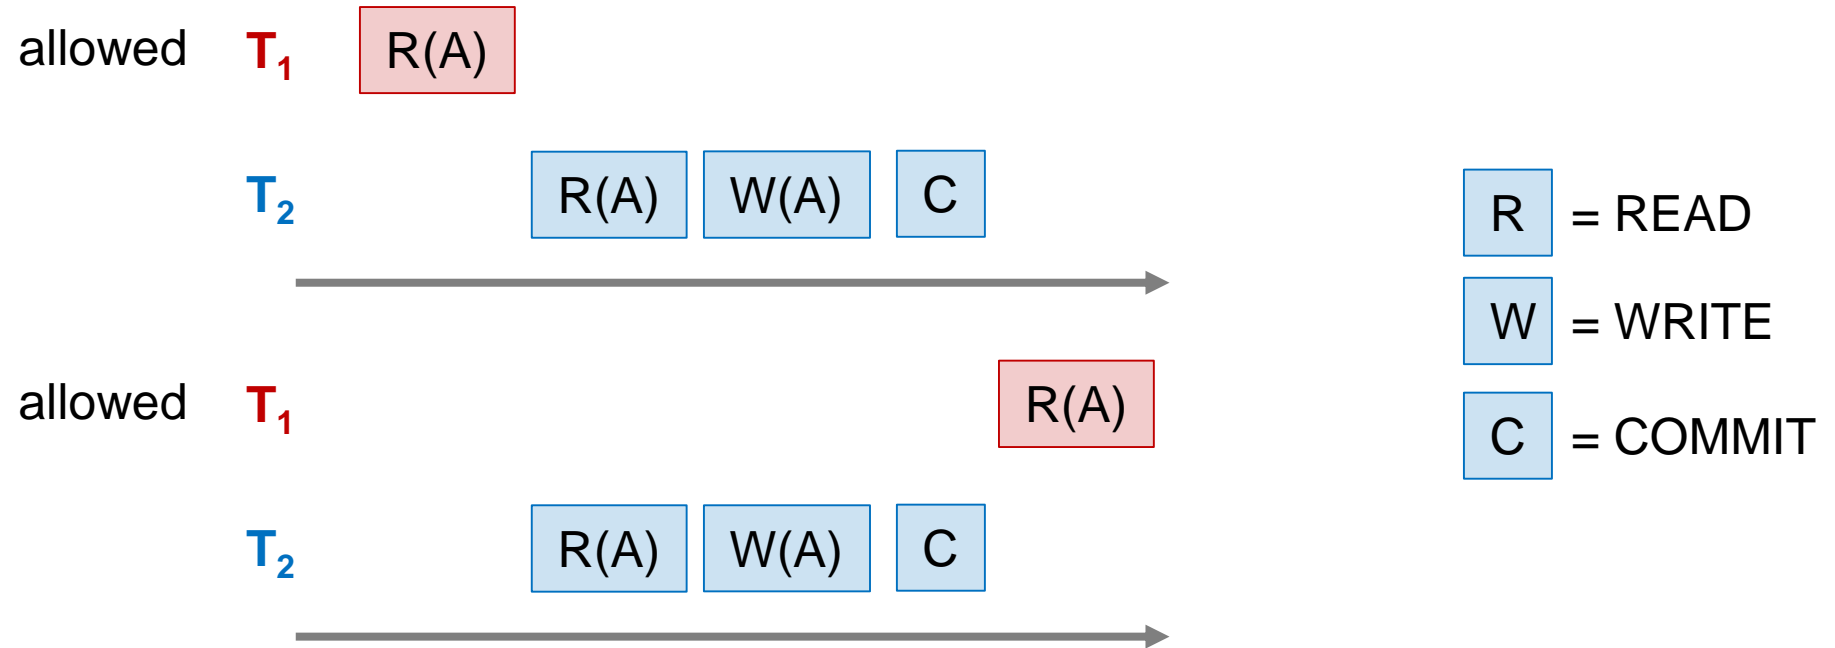 allowed T1 R(A)
T2 R(A) W(A) C
R = READ
W = WRITE
allowed T1 R(A)
C = COMMIT
T2 R(A) W(A) C